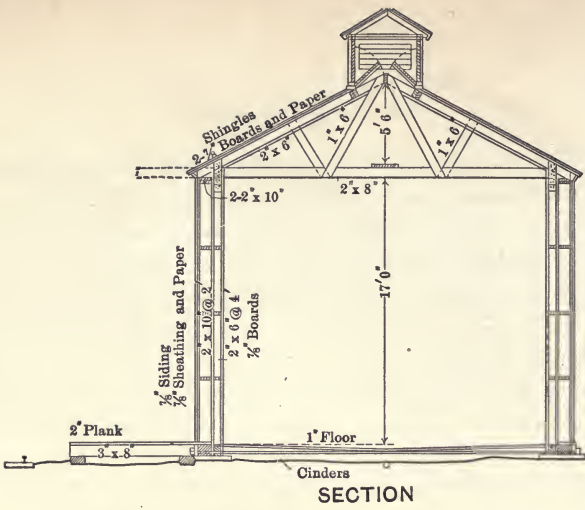 Shingles
2-⅞" Boards and Paper
2" x 6"
1" x 6"
5' 6"
1" x 6"
2-2" x 10"
2" x 8"
17' 0"
⅞" Siding
⅞" Sheathing and Paper
2" x 10" @ 2'
2" x 6" @ 4'
⅞" Boards
2" Plank
3" x 8"
1" Floor
Cinders
SECTION